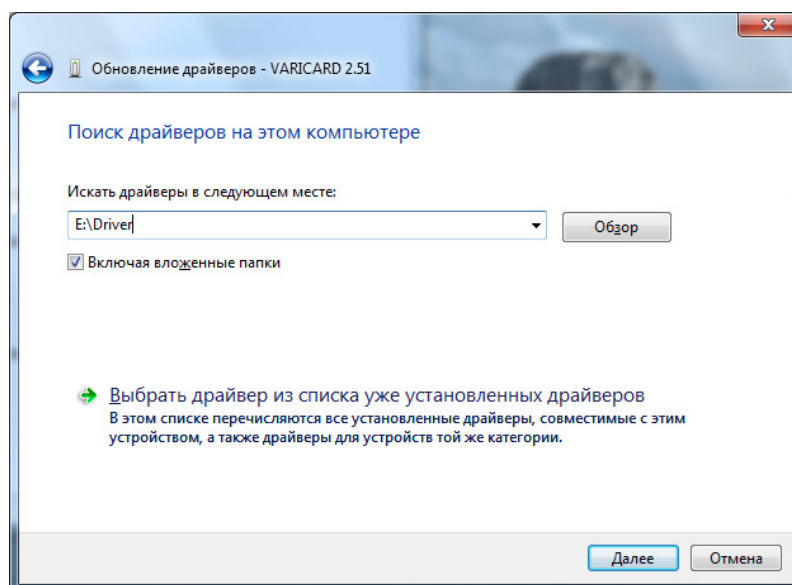 Обновление драйверов - VARICARD 2.51
Поиск драйверов на этом компьютере
Искать драйверы в следующем месте:
E:\Driver
Обзор
Включая вложенные папки
Выбрать драйвер из списка уже установленных драйверов
В этом списке перечисляются все установленные драйверы, совместимые с этим
устройством, а также драйверы для устройств той же категории.
Далее
Отмена